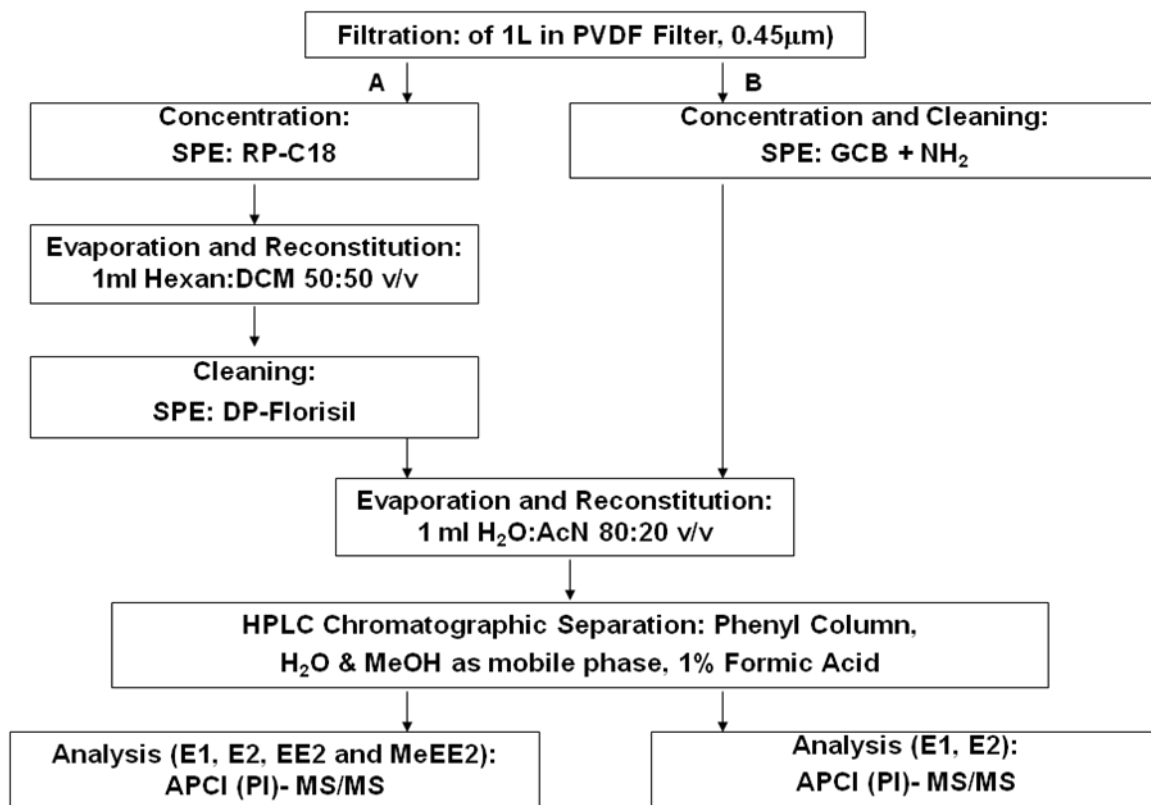 Filtration: of 1L in PVDF Filter, 0.45μm)
A
B
Concentration:
SPE: RP-C18
Concentration and Cleaning:
SPE: GCB + NH₂
Evaporation and Reconstitution:
1ml Hexan:DCM 50:50 v/v
Cleaning:
SPE: DP-Florisil
Evaporation and Reconstitution:
1 ml H₂O:AcN 80:20 v/v
HPLC Chromatographic Separation: Phenyl Column,
H₂O & MeOH as mobile phase, 1% Formic Acid
Analysis (E1, E2, EE2 and MeEE2):
APCI (PI)- MS/MS
Analysis (E1, E2):
APCI (PI)- MS/MS